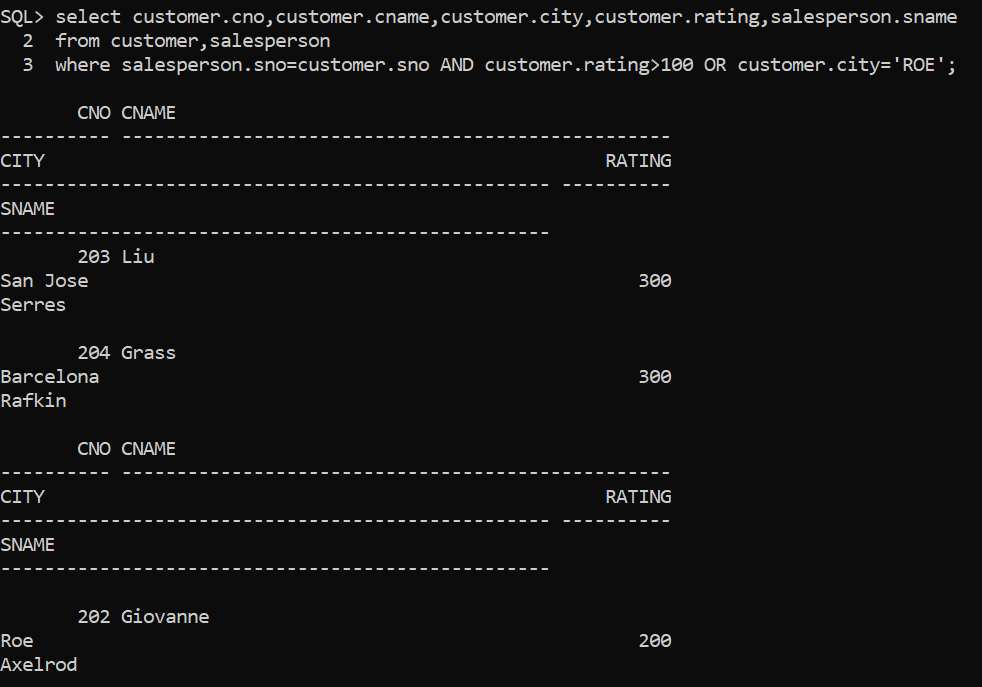 SQL> select customer.cno,customer.cname,customer.city,customer.rating,salesperson.sname
  2  from customer,salesperson
  3  where salesperson.sno=customer.sno AND customer.rating>100 OR customer.city='ROE';

       CNO CNAME
---------- --------------------------------------------------
CITY                                                   RATING
-------------------------------------------------- ----------
SNAME
--------------------------------------------------
       203 Liu
San Jose                                                  300
Serres

       204 Grass
Barcelona                                                 300
Rafkin

       CNO CNAME
---------- --------------------------------------------------
CITY                                                   RATING
-------------------------------------------------- ----------
SNAME
--------------------------------------------------

       202 Giovanne
Roe                                                       200
Axelrod